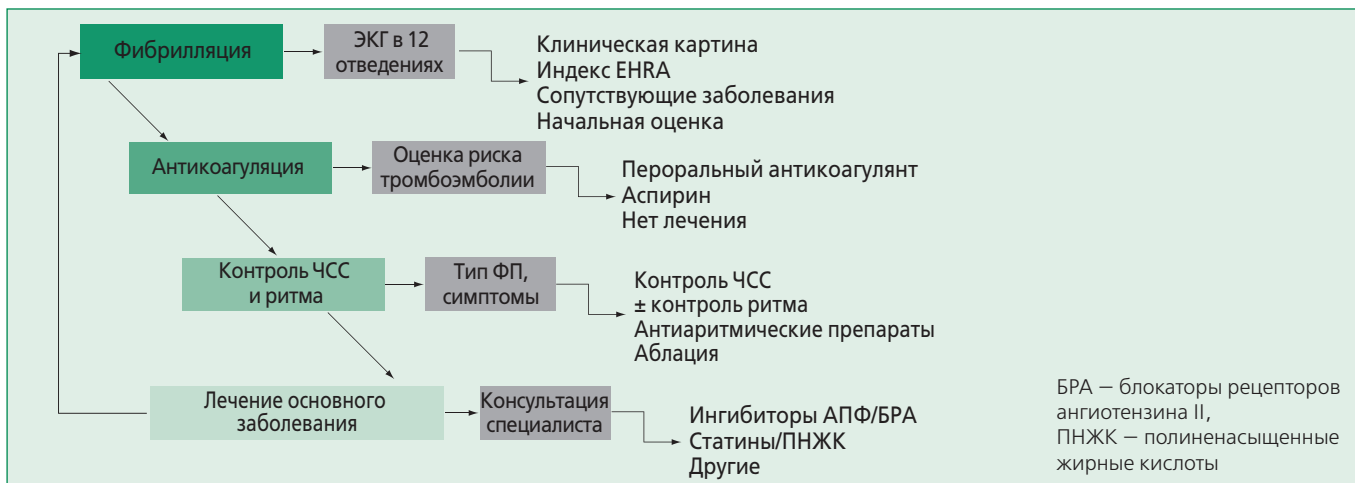 Фибрилляция
ЭКГ в 12
отведениях
Клиническая картина
Индекс EHRA
Сопутствующие заболевания
Начальная оценка
Антикоагуляция
Оценка риска
тромбоэмболии
Пероральный антикоагулянт
Аспирин
Нет лечения
Контроль ЧСС
и ритма
Тип ФП,
симптомы
Контроль ЧСС
± контроль ритма
Антиаритмические препараты
Аблация
Лечение основного
заболевания
Консультация
специалиста
Ингибиторы АПФ/БРА
Статины/ПНЖК
Другие
БРА — блокаторы рецепторов
ангиотензина II,
ПНЖК — полиненасыщенные
жирные кислоты